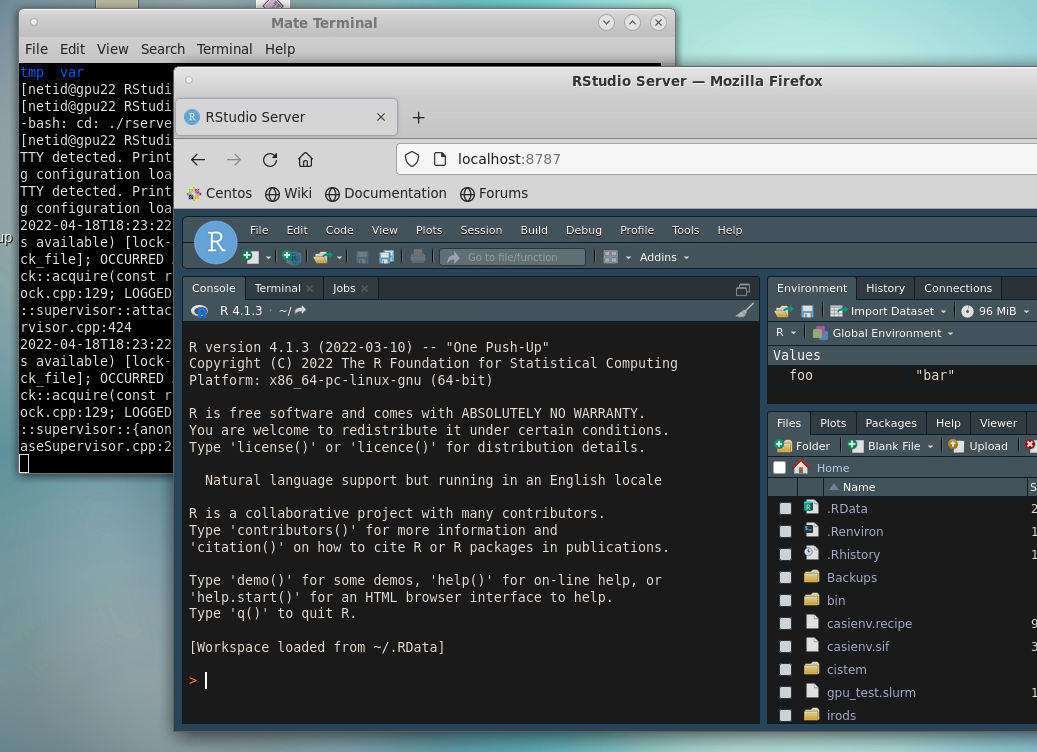 Mate Terminal
File Edit View Search Terminal Help
tmp var
[netid@gpu22 RStudi
[netid@gpu22 RStudi
-bash: cd: ./rserve
[netid@gpu22 RStudi
TTY detected. Print
g configuration loa
TTY detected. Print
g configuration loa
2022-04-18T18:23:22
s available) [lock-
ck_file]; OCCURRED
ck::acquire(const r
ock.cpp:129; LOGGED
::supervisor::attac
rvisor.cpp:424
2022-04-18T18:23:22
s available) [lock-
ck_file]; OCCURRED
ck::acquire(const r
ock.cpp:129; LOGGED
::supervisor::{anon
aseSupervisor.cpp:2
up
RStudio Server — Mozilla Firefox
R RStudio Server
localhost:8787
Centos Wiki Documentation Forums
R
File Edit Code View Plots Session Build Debug Profile Tools Help
Go to file/function Addins
Console Terminal Jobs
R 4.1.3 · ~/
R version 4.1.3 (2022-03-10) -- "One Push-Up"
Copyright (C) 2022 The R Foundation for Statistical Computing
Platform: x86_64-pc-linux-gnu (64-bit)
R is free software and comes with ABSOLUTELY NO WARRANTY.
You are welcome to redistribute it under certain conditions.
Type 'license()' or 'licence()' for distribution details.
Natural language support but running in an English locale
R is a collaborative project with many contributors.
Type 'contributors()' for more information and
'citation()' on how to cite R or R packages in publications.
Type 'demo()' for some demos, 'help()' for on-line help, or
'help.start()' for an HTML browser interface to help.
Type 'q()' to quit R.
[Workspace loaded from ~/.RData]
>
Environment History Connections
Import Dataset 96 MiB
R Global Environment
Values
foo "bar"
Files Plots Packages Help Viewer
Folder Blank File Upload
Home
Name S
.RData 2
.Renviron 1
.Rhistory 1
Backups
bin
casienv.recipe 9
casienv.sif 3
cistem
gpu_test.slurm 1
irods